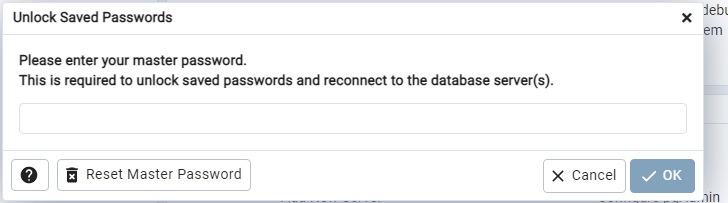 Unlock Saved Passwords
Please enter your master password.
This is required to unlock saved passwords and reconnect to the database server(s).
Reset Master Password
Cancel
OK